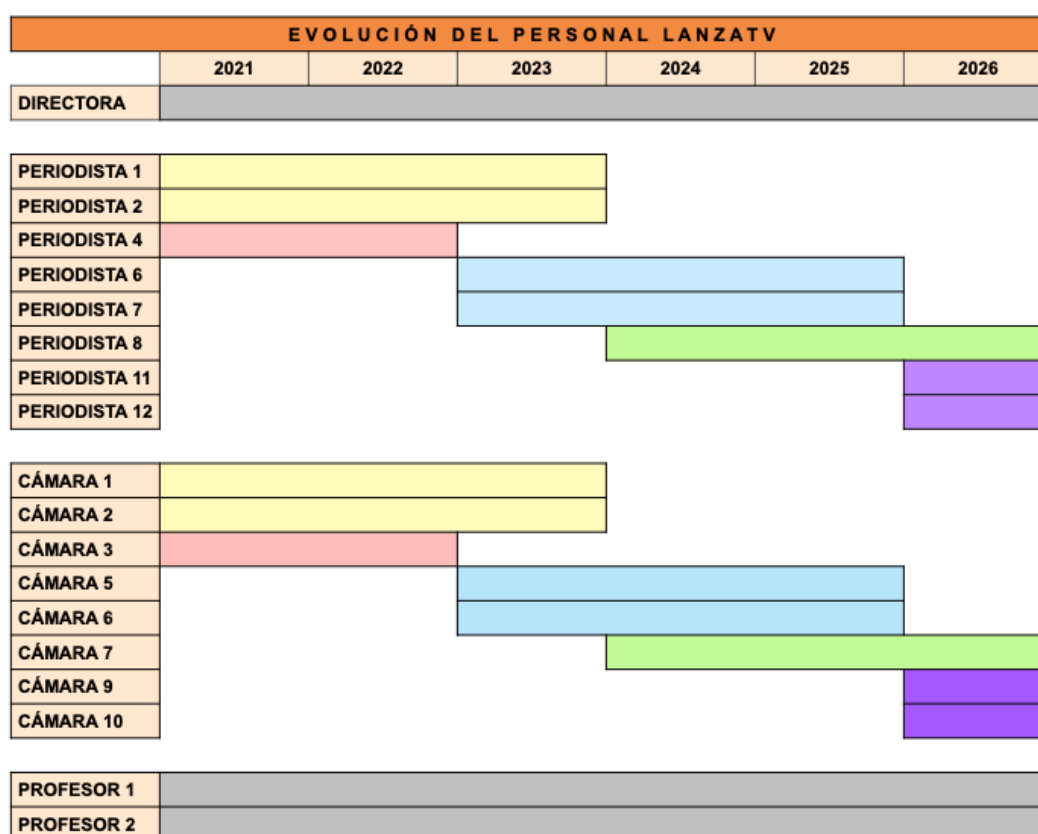 EVOLUCIÓN DEL PERSONAL LANZATV
2021 2022 2023 2024 2025 2026
DIRECTORA
PERIODISTA 1
PERIODISTA 2
PERIODISTA 4
PERIODISTA 6
PERIODISTA 7
PERIODISTA 8
PERIODISTA 11
PERIODISTA 12
CÁMARA 1
CÁMARA 2
CÁMARA 3
CÁMARA 5
CÁMARA 6
CÁMARA 7
CÁMARA 9
CÁMARA 10
PROFESOR 1
PROFESOR 2